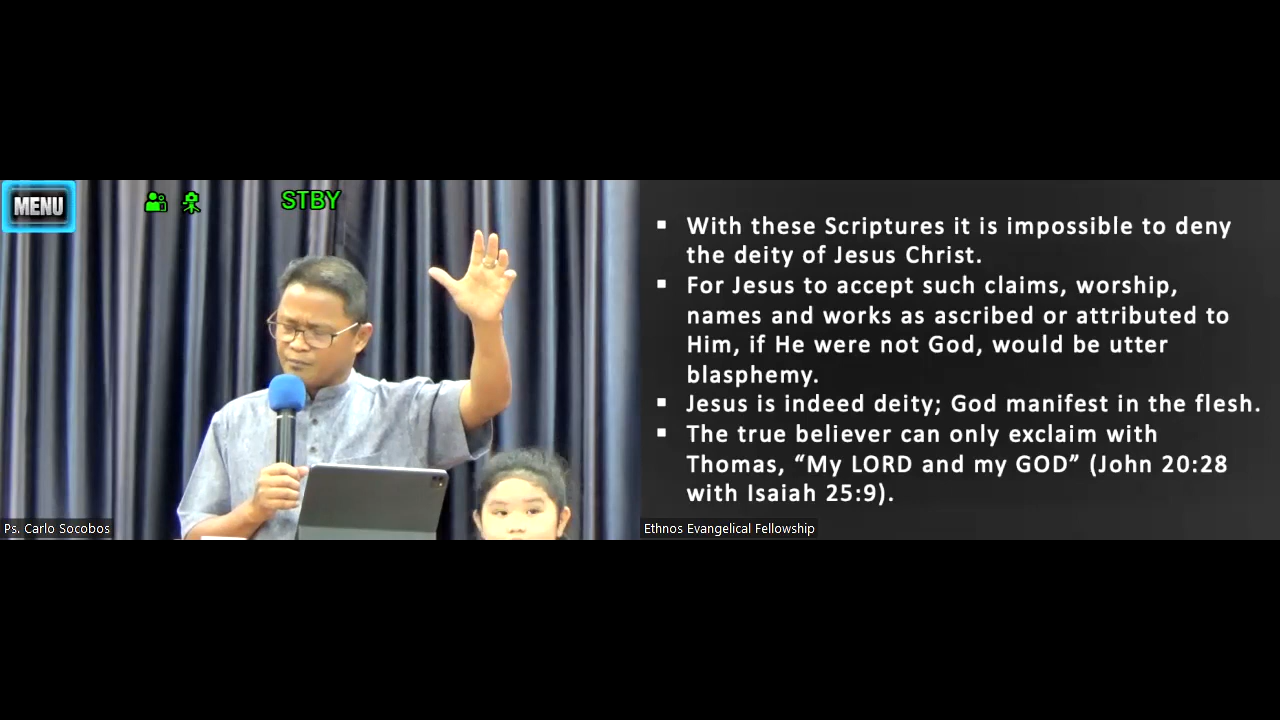 MENU
STBY
Ps. Carlo Socobos
▪ With these Scriptures it is impossible to deny
the deity of Jesus Christ.
▪ For Jesus to accept such claims, worship,
names and works as ascribed or attributed to
Him, if He were not God, would be utter
blasphemy.
▪ Jesus is indeed deity; God manifest in the flesh.
▪ The true believer can only exclaim with
Thomas, “My LORD and my GOD” (John 20:28
with Isaiah 25:9).
Ethnos Evangelical Fellowship